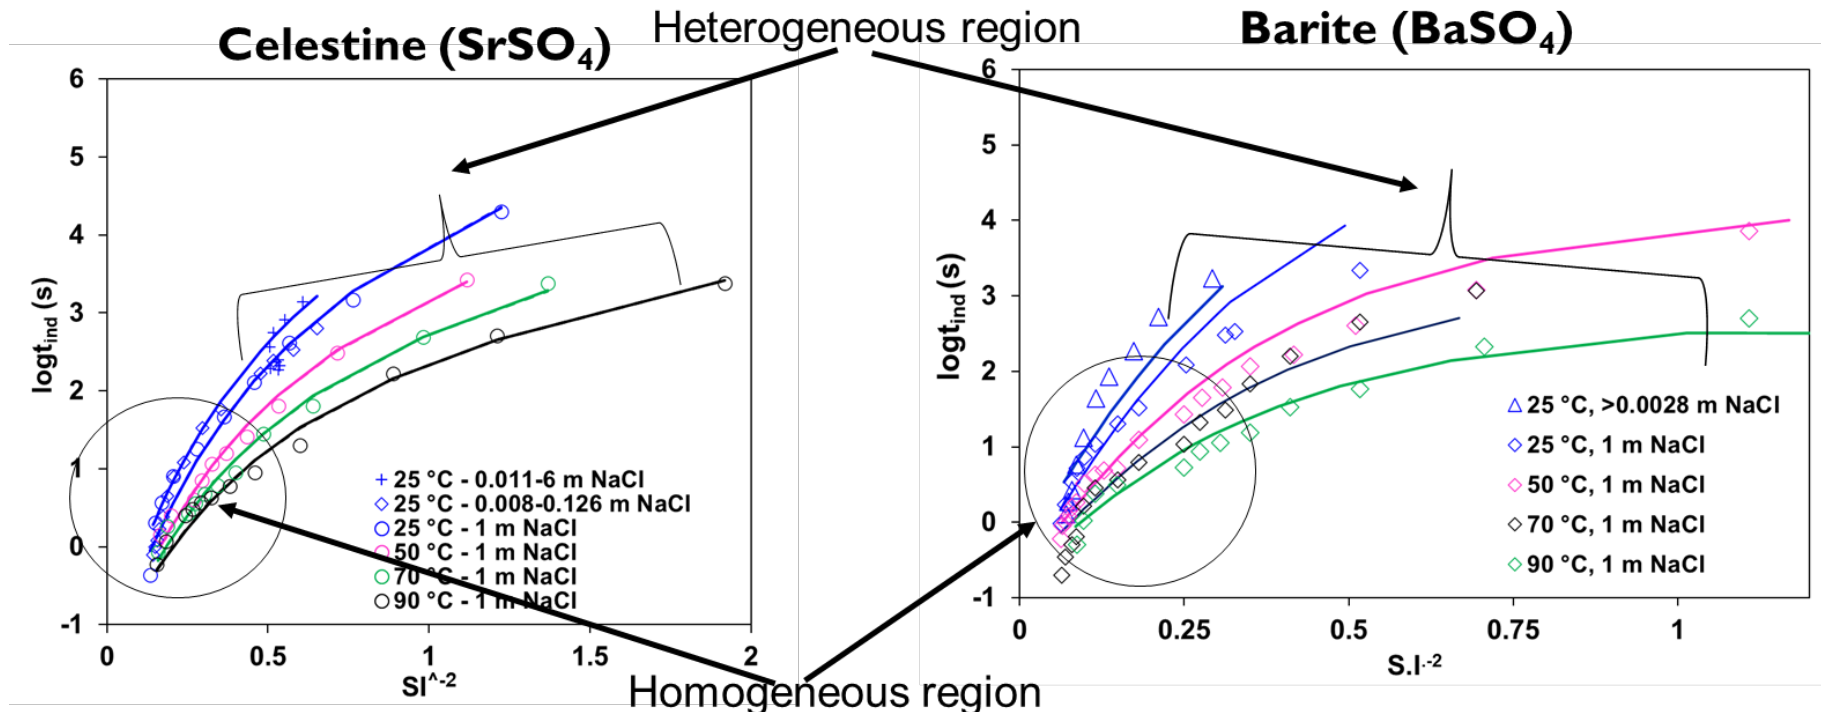 Heterogeneous region
Celestine (SrSO₄)
Barite (BaSO₄)
6
5
4
3
2
1
0
-1
logt_ind (s)
0 0.5 1 1.5 2
SI^-2
25 °C - 0.011-6 m NaCl
25 °C - 0.008-0.126 m NaCl
25 °C - 1 m NaCl
50 °C - 1 m NaCl
70 °C - 1 m NaCl
90 °C - 1 m NaCl
6
5
4
3
2
1
0
-1
logt_ind (s)
0 0.25 0.5 0.75 1
S.I.-2
25 °C, >0.0028 m NaCl
25 °C, 1 m NaCl
50 °C, 1 m NaCl
70 °C, 1 m NaCl
90 °C, 1 m NaCl
Homogeneous region